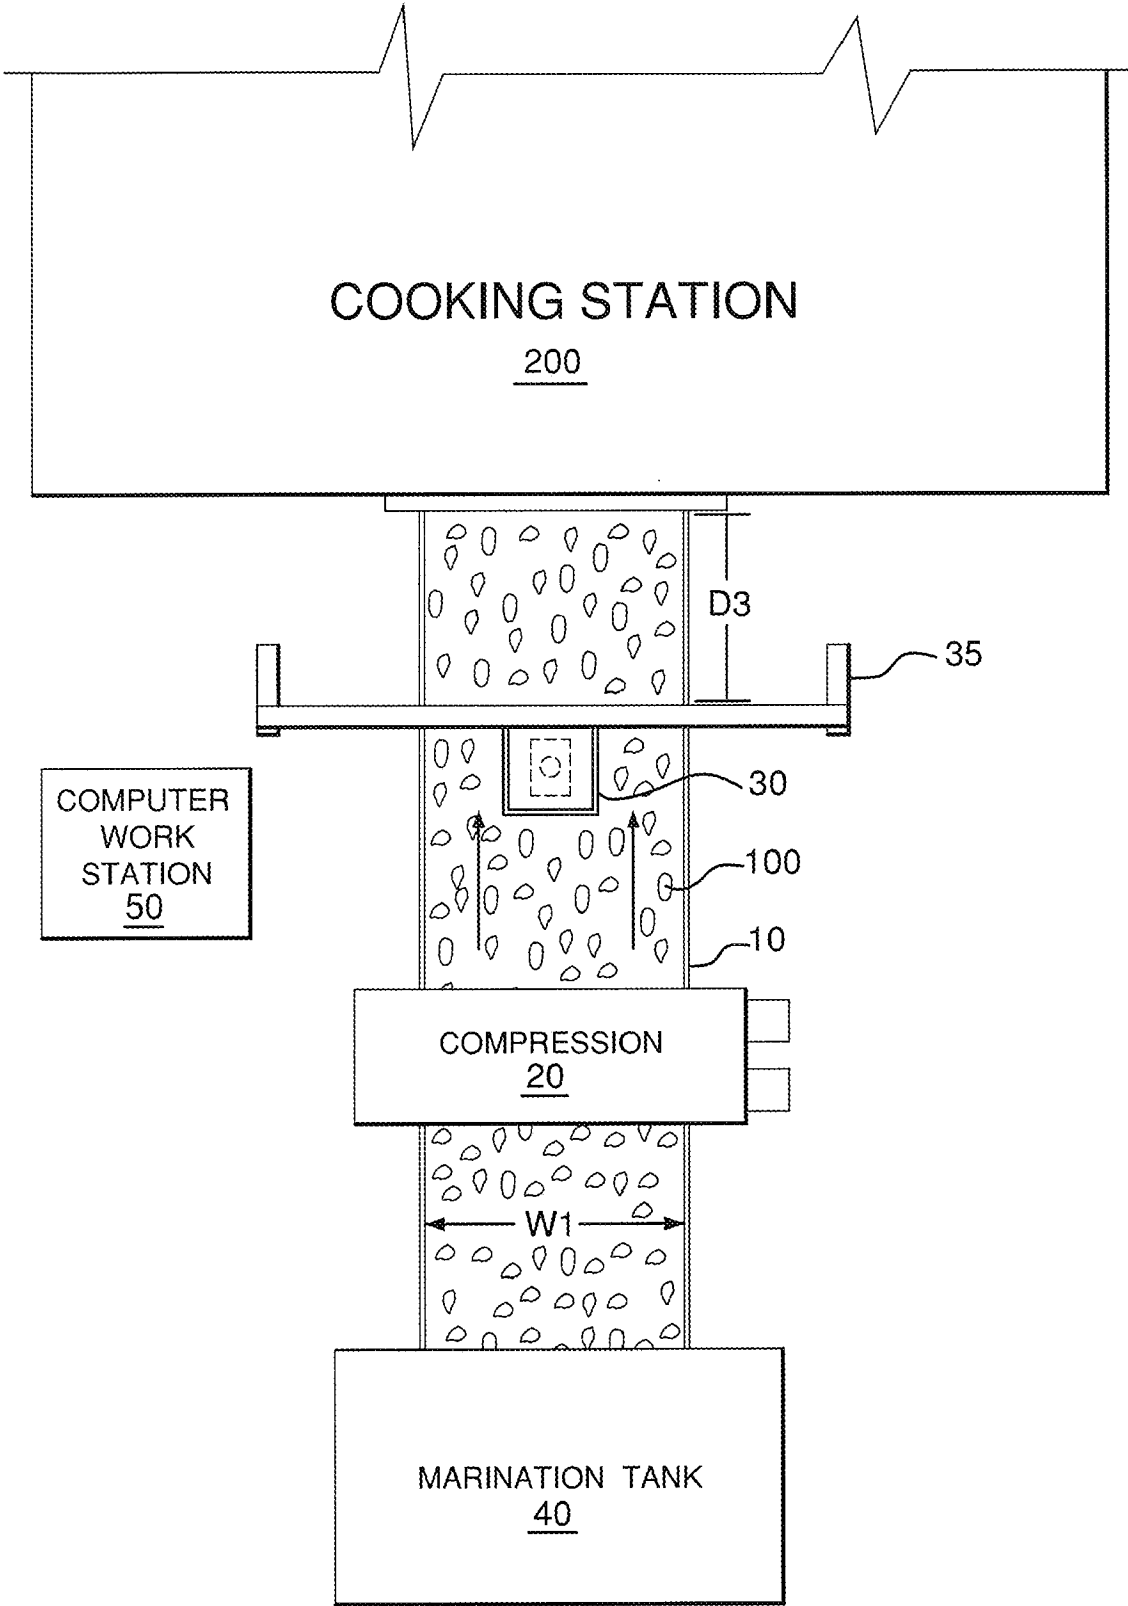 COOKING STATION
200
D3
35
30
COMPUTER
WORK
STATION
50
100
10
COMPRESSION
20
W1
MARINATION TANK
40